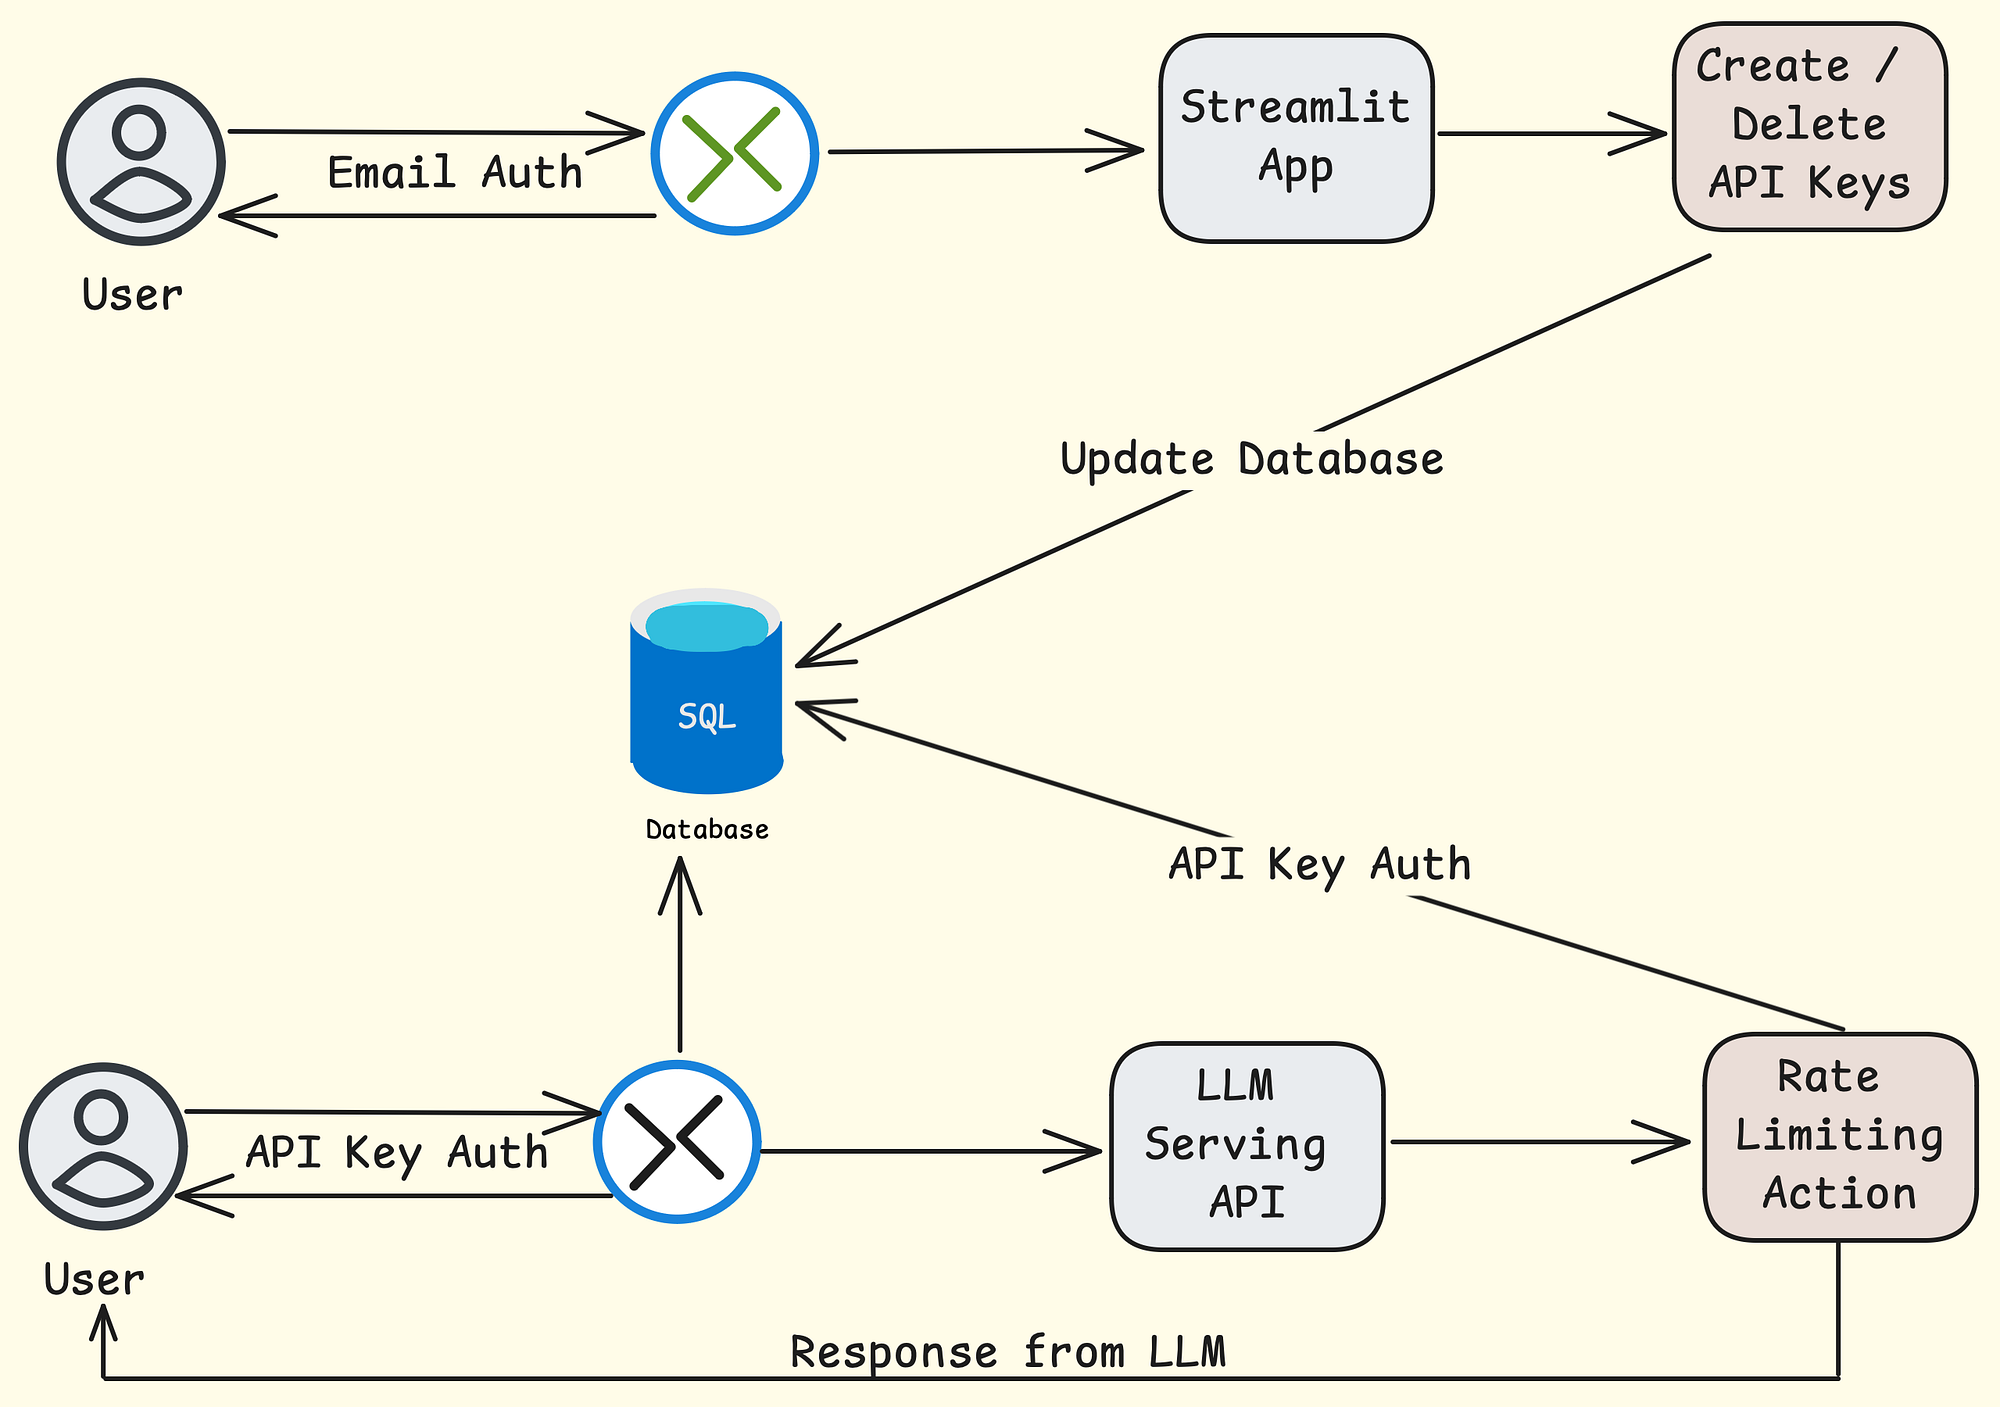 Email Auth
Streamlit
App
Create /
Delete
API Keys
User
Update Database
SQL
Database
API Key Auth
API Key Auth
LLM
Serving
API
Rate
Limiting
Action
User
Response from LLM